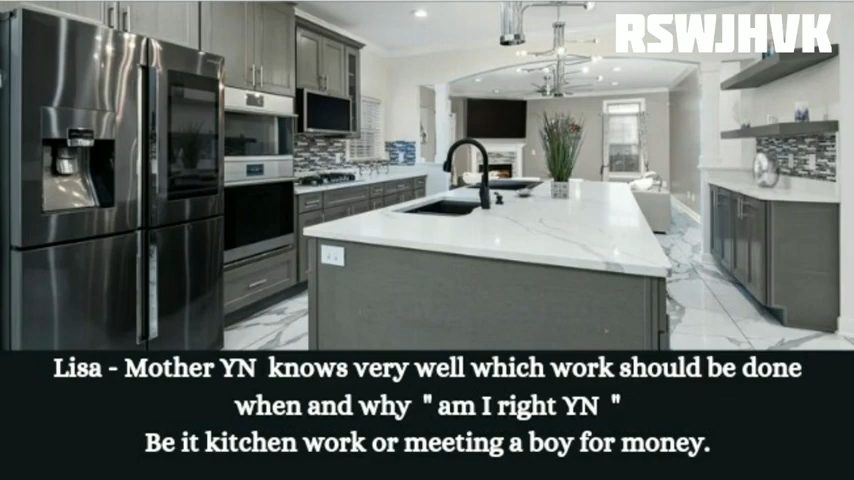 RSWJHVK
Lisa - Mother YN knows very well which work should be done
when and why " am I right YN "
Be it kitchen work or meeting a boy for money.